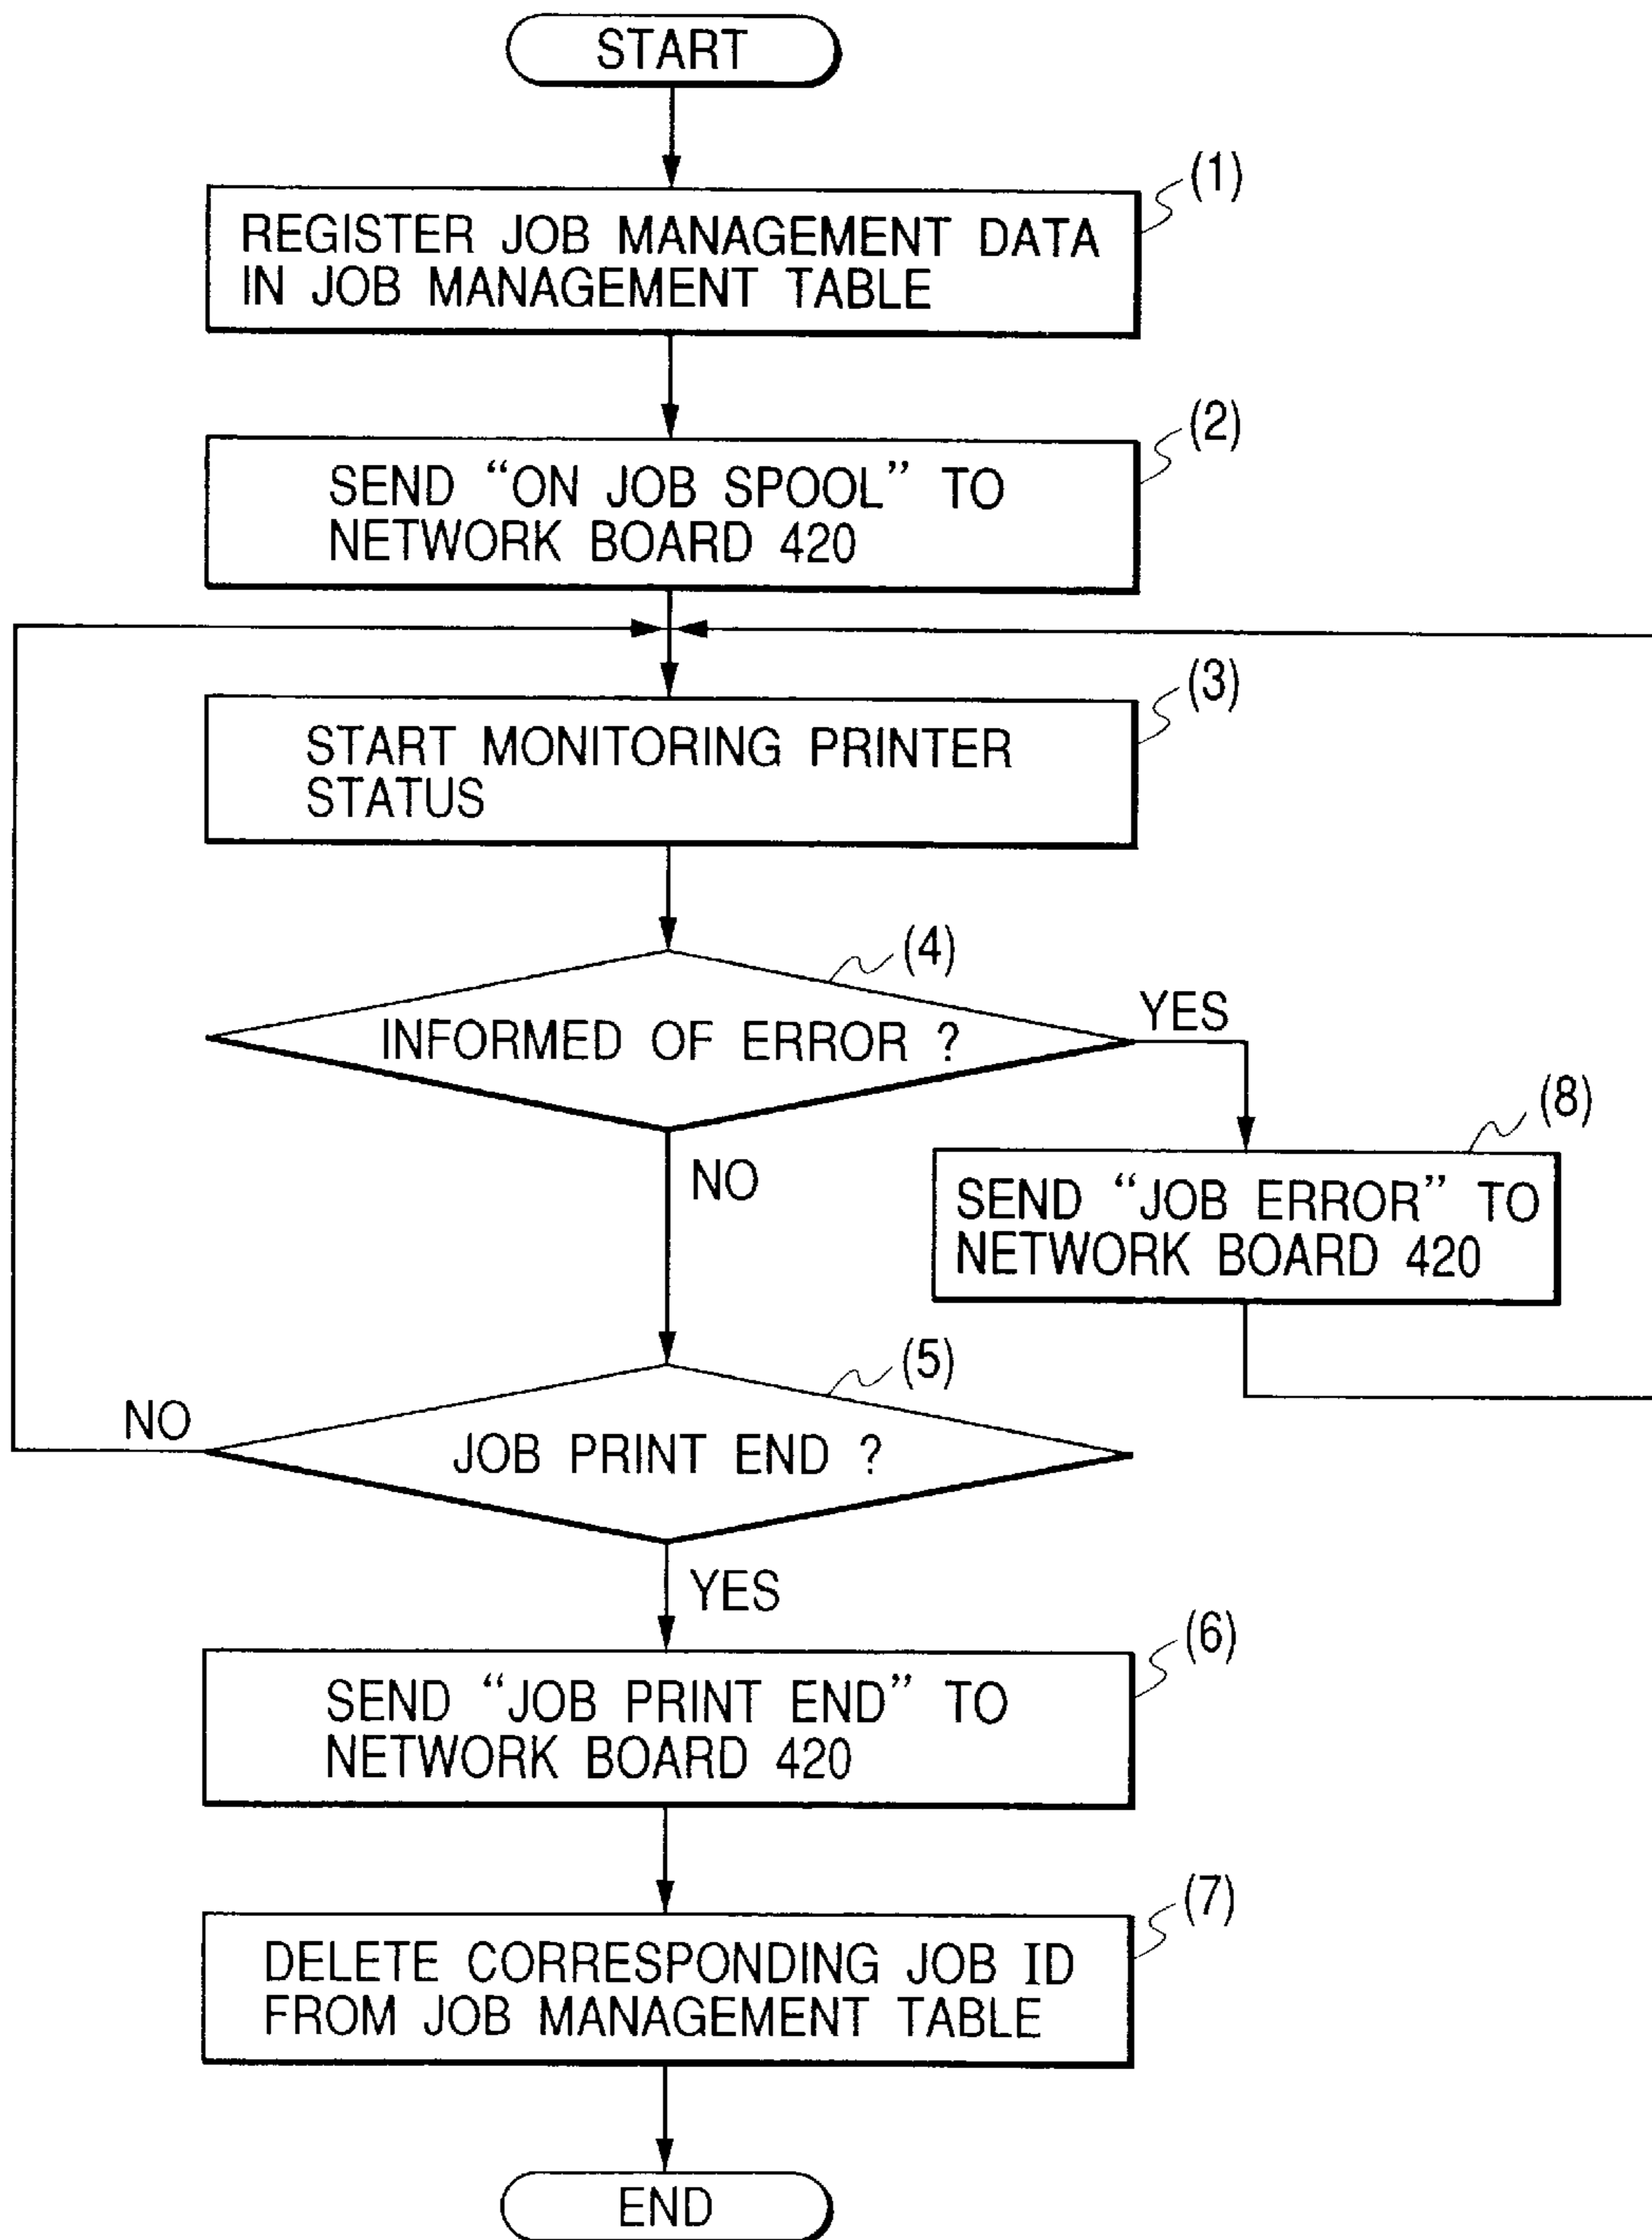 START
(1)
REGISTER JOB MANAGEMENT DATA
IN JOB MANAGEMENT TABLE
(2)
SEND “ON JOB SPOOL” TO
NETWORK BOARD 420
(3)
START MONITORING PRINTER
STATUS
(4)
INFORMED OF ERROR ?
YES
NO
(8)
SEND “JOB ERROR” TO
NETWORK BOARD 420
(5)
JOB PRINT END ?
NO
YES
(6)
SEND “JOB PRINT END” TO
NETWORK BOARD 420
(7)
DELETE CORRESPONDING JOB ID
FROM JOB MANAGEMENT TABLE
END